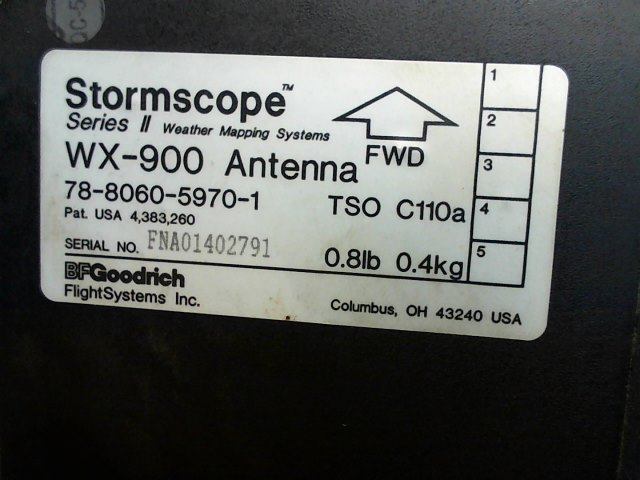 QC-5
Stormscope™
Series II Weather Mapping Systems
FWD
WX-900 Antenna
78-8060-5970-1
TSO C110a
Pat. USA 4,383,260
SERIAL NO. FNA01402791
0.8lb 0.4kg
BFGoodrich
FlightSystems Inc.
Columbus, OH 43240 USA
1
2
3
4
5